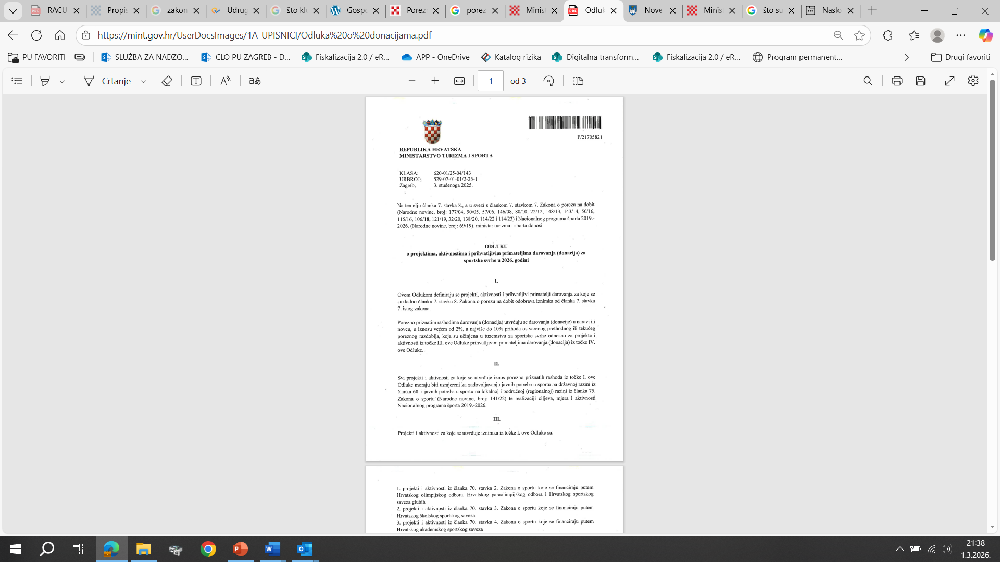 RACU
Propis
zakon
Udrug
što klu
Gospo
Porez
porez
Minist
Odluk
Nove
Minist
što su
Naslo
https://mint.gov.hr/UserDocsImages/1A_UPISNICI/Odluka%20o%20donacijama.pdf
PU FAVORITI
SLUŽBA ZA NADZO...
CLO PU ZAGREB - D...
Fiskalizacija 2.0 / eR...
APP - OneDrive
Katalog rizika
Digitalna transform...
Fiskalizacija 2.0 / eR...
Program permanent...
Drugi favoriti
Crtanje
1 od 3
P/21705821
REPUBLIKA HRVATSKA
MINISTARSTVO TURIZMA I SPORTA
KLASA: 620-01/25-04/143
URBROJ: 529-07-01-01/2-25-1
Zagreb, 3. studenoga 2025.
Na temelju članka 7. stavka 8., a u svezi s člankom 7. stavkom 7. Zakona o porezu na dobit
(Narodne novine, broj: 177/04, 90/05, 57/06, 146/08, 80/10, 22/12, 148/13, 143/14, 50/16,
115/16, 106/18, 121/19, 32/20, 138/20, 114/22 i 114/23) i Nacionalnog programa športa 2019.-
2026. (Narodne novine, broj: 69/19), ministar turizma i sporta donosi
ODLUKU
o projektima, aktivnostima i prihvatljivim primateljima darovanja (donacija) za
sportske svrhe u 2026. godini
I.
Ovom Odlukom definiraju se projekti, aktivnosti i prihvatljivi primatelji darovanja za koje se
sukladno članku 7. stavku 8. Zakona o porezu na dobit odobrava iznimka od članka 7. stavka
7. istog zakona.
Porezno priznatim rashodima darovanja (donacija) utvrđuju se darovanja (donacije) u naravi ili
novcu, u iznosu većem od 2%, a najviše do 10% prihoda ostvarenog prethodnog ili tekućeg
poreznog razdoblja, koja su učinjena u tuzemstvu za sportske svrhe odnosno za projekte i
aktivnosti iz točke III. ove Odluke prihvatljivim primateljima darovanja (donacija) iz točke IV.
ove Odluke.
II.
Svi projekti i aktivnosti za koje se utvrđuje iznos porezno priznatih rashoda iz točke I. ove
Odluke moraju biti usmjereni ka zadovoljavanju javnih potreba u sportu na državnoj razini iz
članka 68. i javnih potreba u sportu na lokalnoj i područnoj (regionalnoj) razini iz članka 75.
Zakona o sportu (Narodne novine, broj: 141/22) te realizaciji ciljeva, mjera i aktivnosti
Nacionalnog programa športa 2019.-2026.
III.
Projekti i aktivnosti za koje se utvrđuje iznimka iz točke I. ove Odluke su:
1. projekti i aktivnosti iz članka 70. stavka 2. Zakona o sportu koje se financiraju putem
Hrvatskog olimpijskog odbora, Hrvatskog paraolimpijskog odbora i Hrvatskog sportskog
saveza gluhih
2. projekti i aktivnosti iz članka 70. stavka 3. Zakona o sportu koje se financiraju putem
Hrvatskog školskog sportskog saveza
3. projekti i aktivnosti iz članka 70. stavka 4. Zakona o sportu koje se financiraju putem
Hrvatskog akademskog sportskog saveza
21:38
1.3.2026.